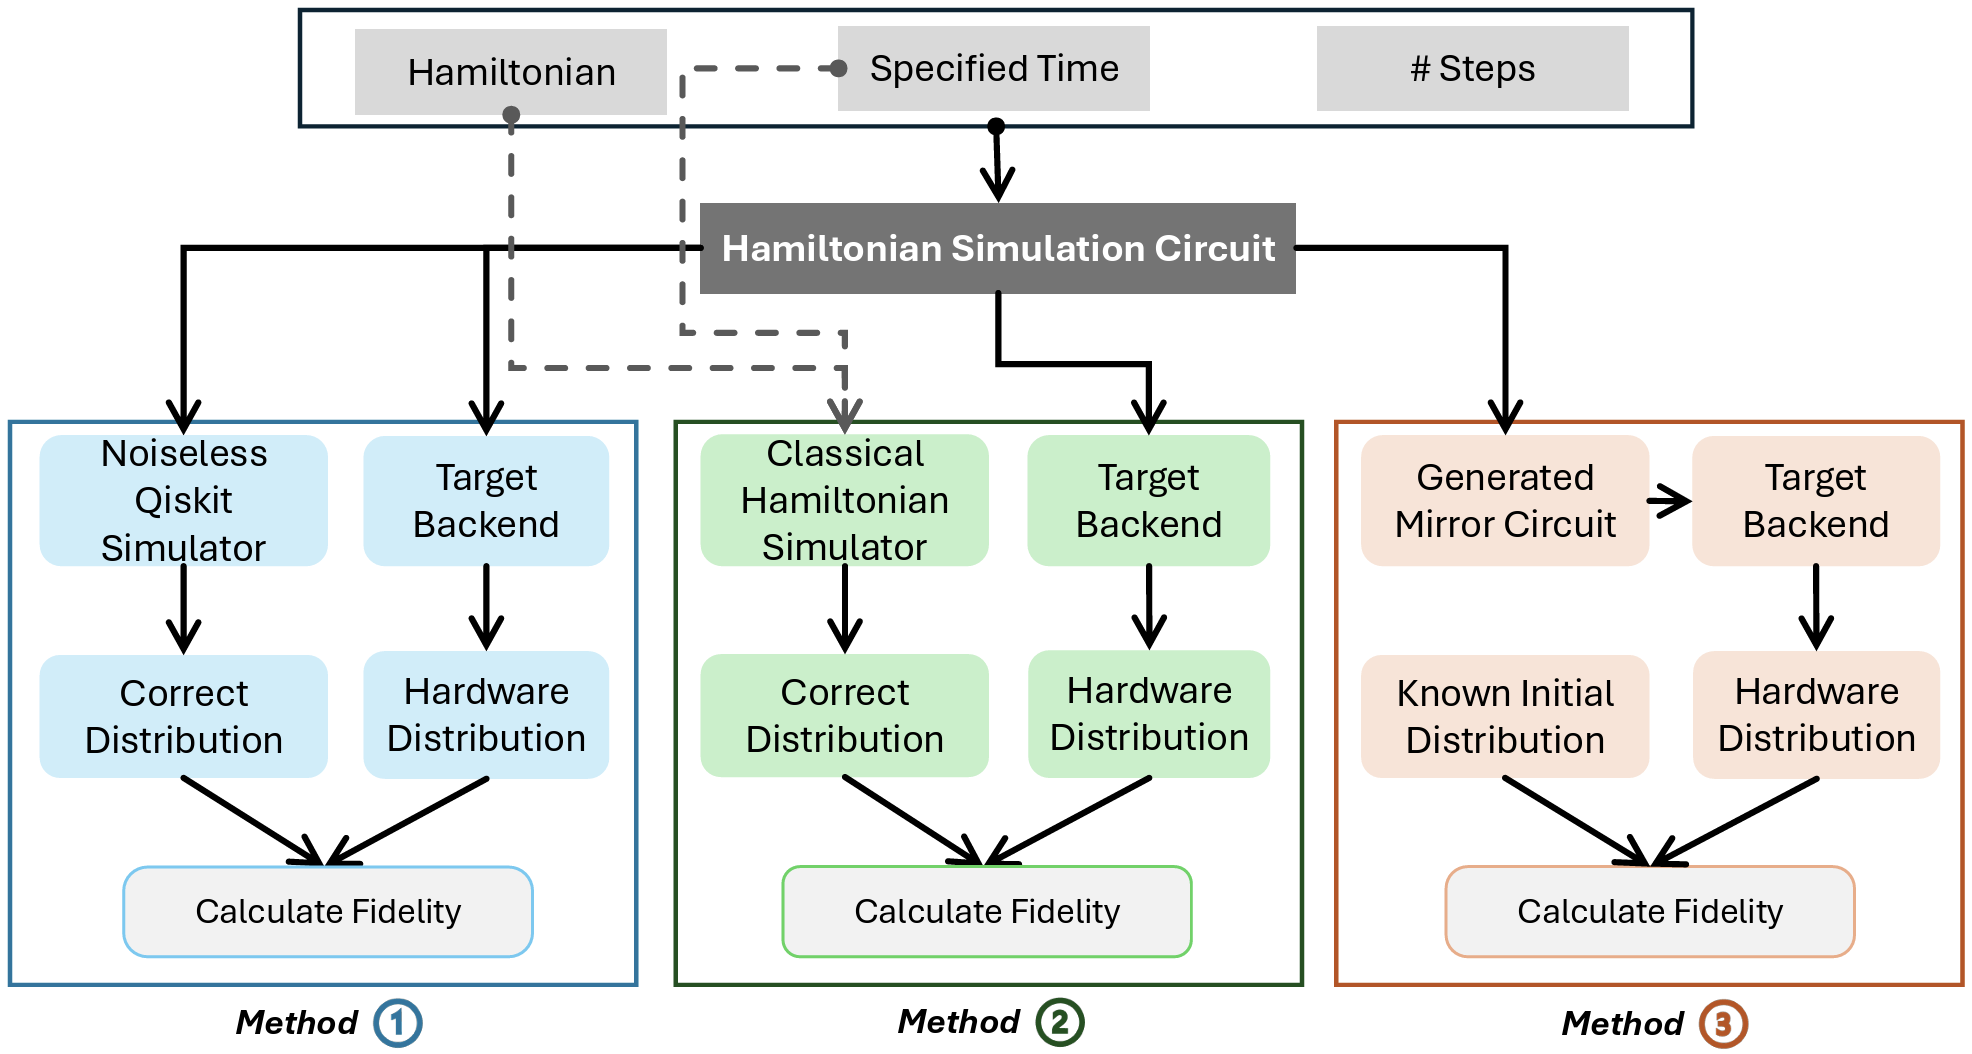 Hamiltonian
Specified Time
# Steps
Hamiltonian Simulation Circuit
Noiseless
Qiskit
Simulator
Target
Backend
Correct
Distribution
Hardware
Distribution
Calculate Fidelity
Method 1
Classical
Hamiltonian
Simulator
Target
Backend
Correct
Distribution
Hardware
Distribution
Calculate Fidelity
Method 2
Generated
Mirror Circuit
Target
Backend
Known Initial
Distribution
Hardware
Distribution
Calculate Fidelity
Method 3